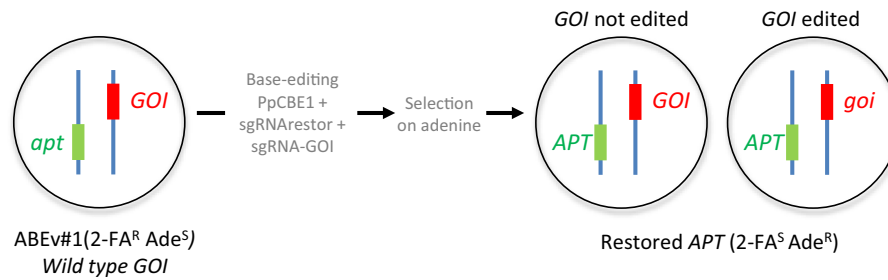 GOI not edited
GOI edited
GOI
apt
Base-editing
PpCBE1 +
sgRNArestor +
sgRNA-GOI
Selection
on adenine
GOI
APT
goi
APT
ABEv#1(2-FAᴿ Adeˢ)
Wild type GOI
Restored APT (2-FAˢ Adeᴿ)